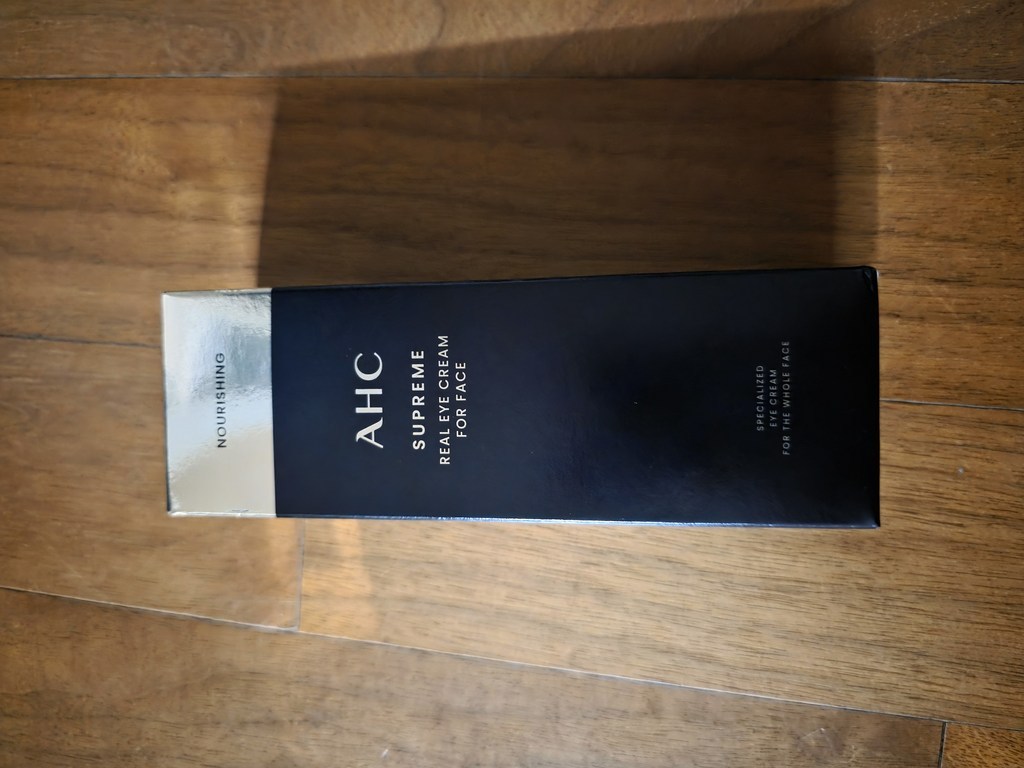 NOURISHING
AHC
SUPREME
REAL EYE CREAM
FOR FACE
SPECIALIZED
EYE CREAM
FOR THE WHOLE FACE